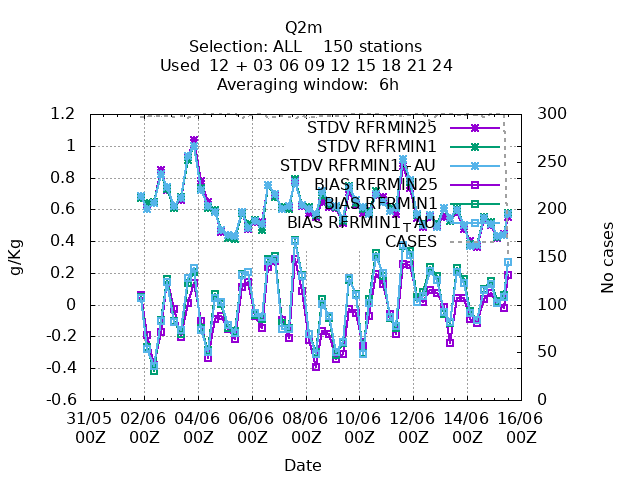 Q2m
Selection: ALL    150 stations
Used  12 + 03 06 09 12 15 18 21 24
Averaging window:  6h
STDV RFRMIN25
STDV RFRMIN1
STDV RFRMIN1-AU
BIAS RFRMIN25
BIAS RFRMIN1
BIAS RFRMIN1-AU
CASES
1.2
1
0.8
0.6
0.4
0.2
0
-0.2
-0.4
-0.6
g/Kg
300
250
200
150
100
50
0
No cases
31/05 02/06 04/06 06/06 08/06 10/06 12/06 14/06 16/06
00Z 00Z 00Z 00Z 00Z 00Z 00Z 00Z 00Z
Date